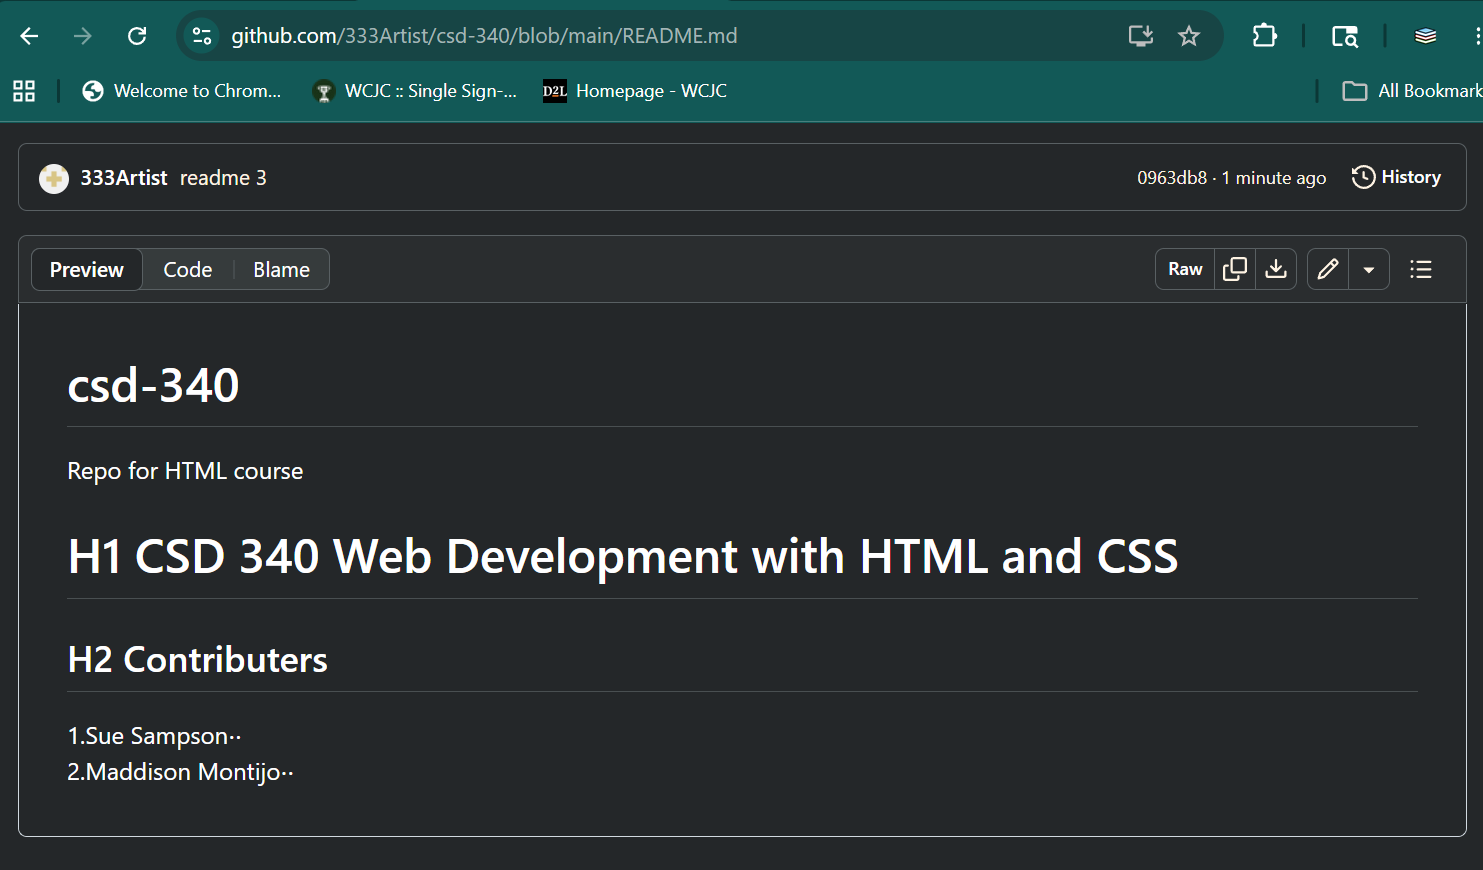 github.com/333Artist/csd-340/blob/main/README.md
Welcome to Chrom... WCJC :: Single Sign-... D2L Homepage - WCJC All Bookmark
333Artist readme 3 0963db8 · 1 minute ago History
Preview Code Blame Raw
csd-340
Repo for HTML course
H1 CSD 340 Web Development with HTML and CSS
H2 Contributers
1.Sue Sampson··
2.Maddison Montijo··